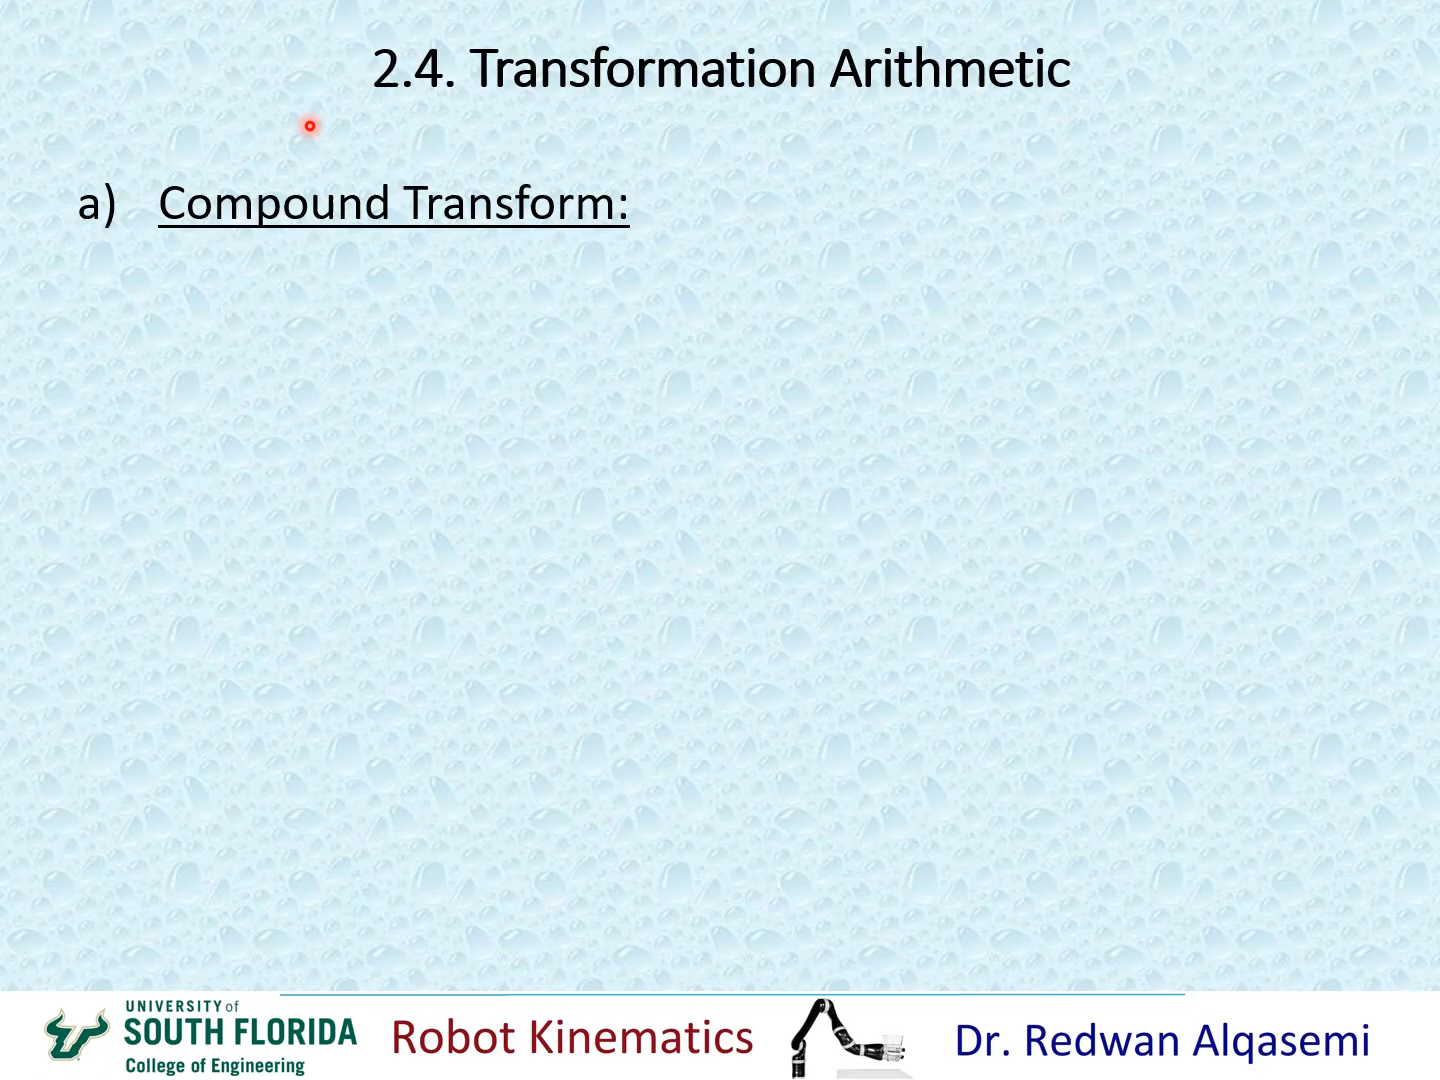 2.4. Transformation Arithmetic
a) Compound Transform:
UNIVERSITY of
SOUTH FLORIDA
College of Engineering
Robot Kinematics
Dr. Redwan Alqasemi